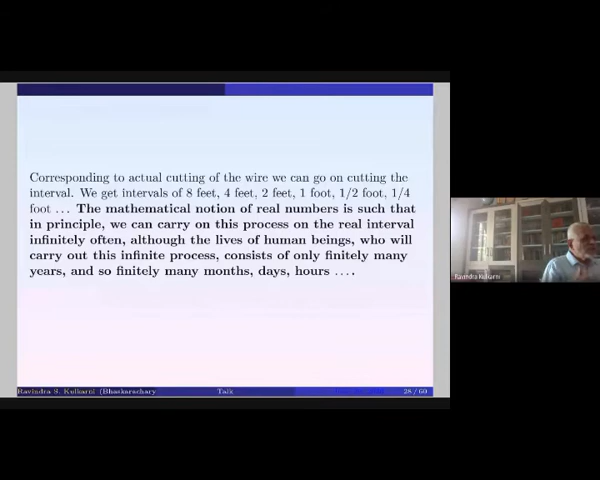 Corresponding to actual cutting of the wire we can go on cutting the
interval. We get intervals of 8 feet, 4 feet, 2 feet, 1 foot, 1/2 foot, 1/4
foot ... The mathematical notion of real numbers is such that
in principle, we can carry on this process on the real interval
infinitely often, although the lives of human beings, who will
carry out this infinite process, consists of only finitely many
years, and so finitely many months, days, hours ....
Ravindra S. Kulkarni (Bhaskarachary
Talk
28 / 60
Ravindra Kulkarni